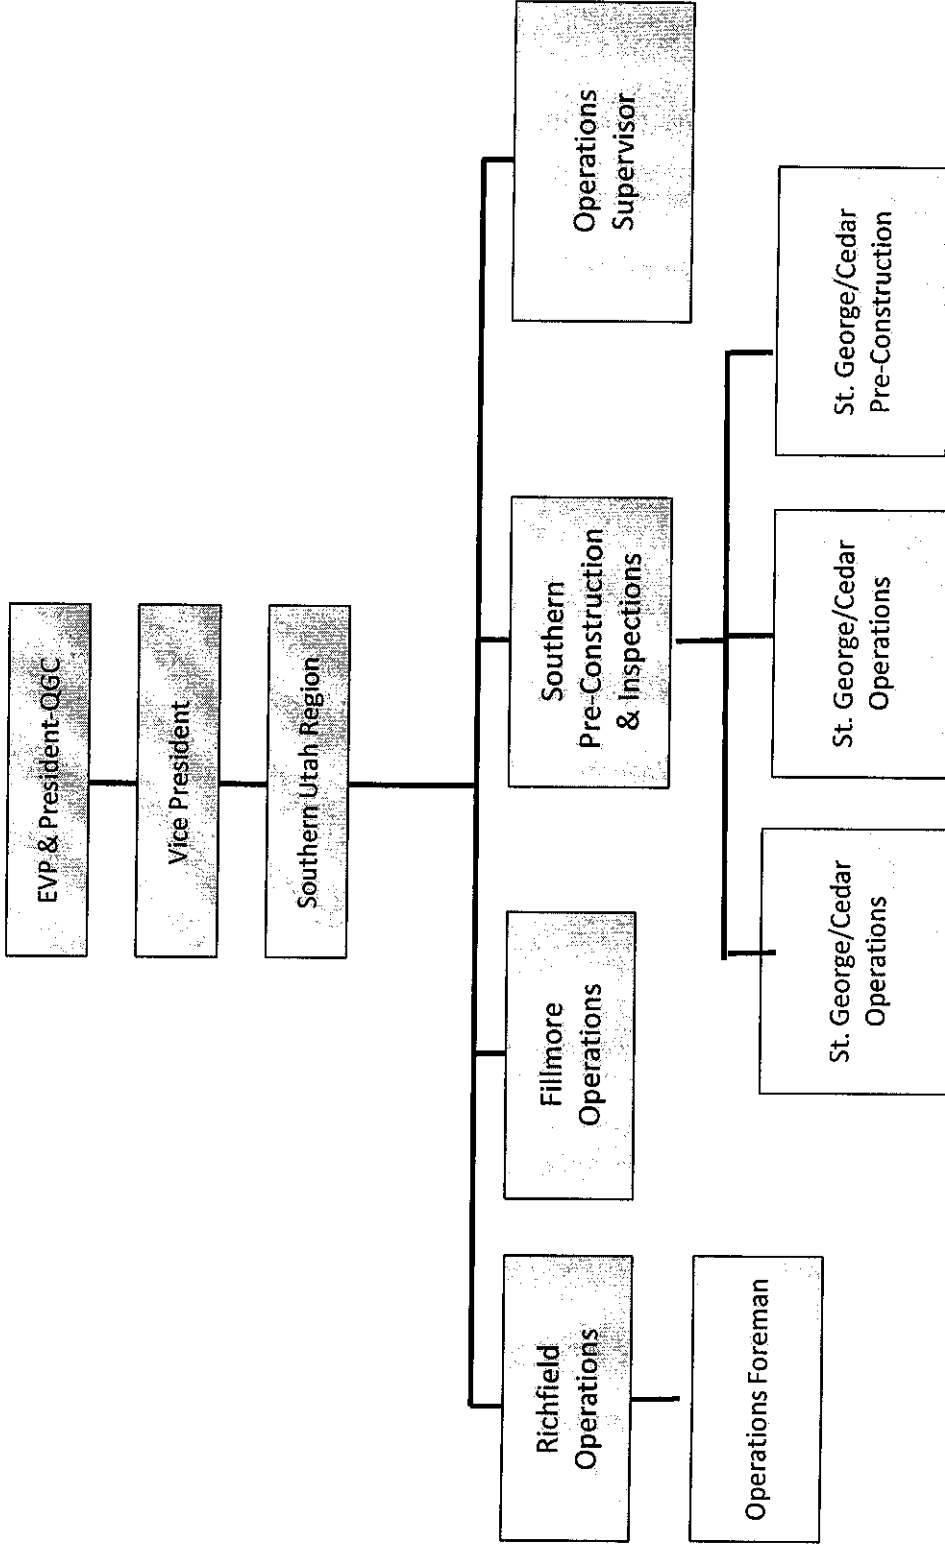 EVP & President-QGC
Vice President
Southern Utah Region
Richfield
Operations
Fillmore
Operations
Southern
Pre-Construction
& Inspections
Operations
Supervisor
Operations Foreman
St. George/Cedar
Operations
St. George/Cedar
Operations
St. George/Cedar
Pre-Construction